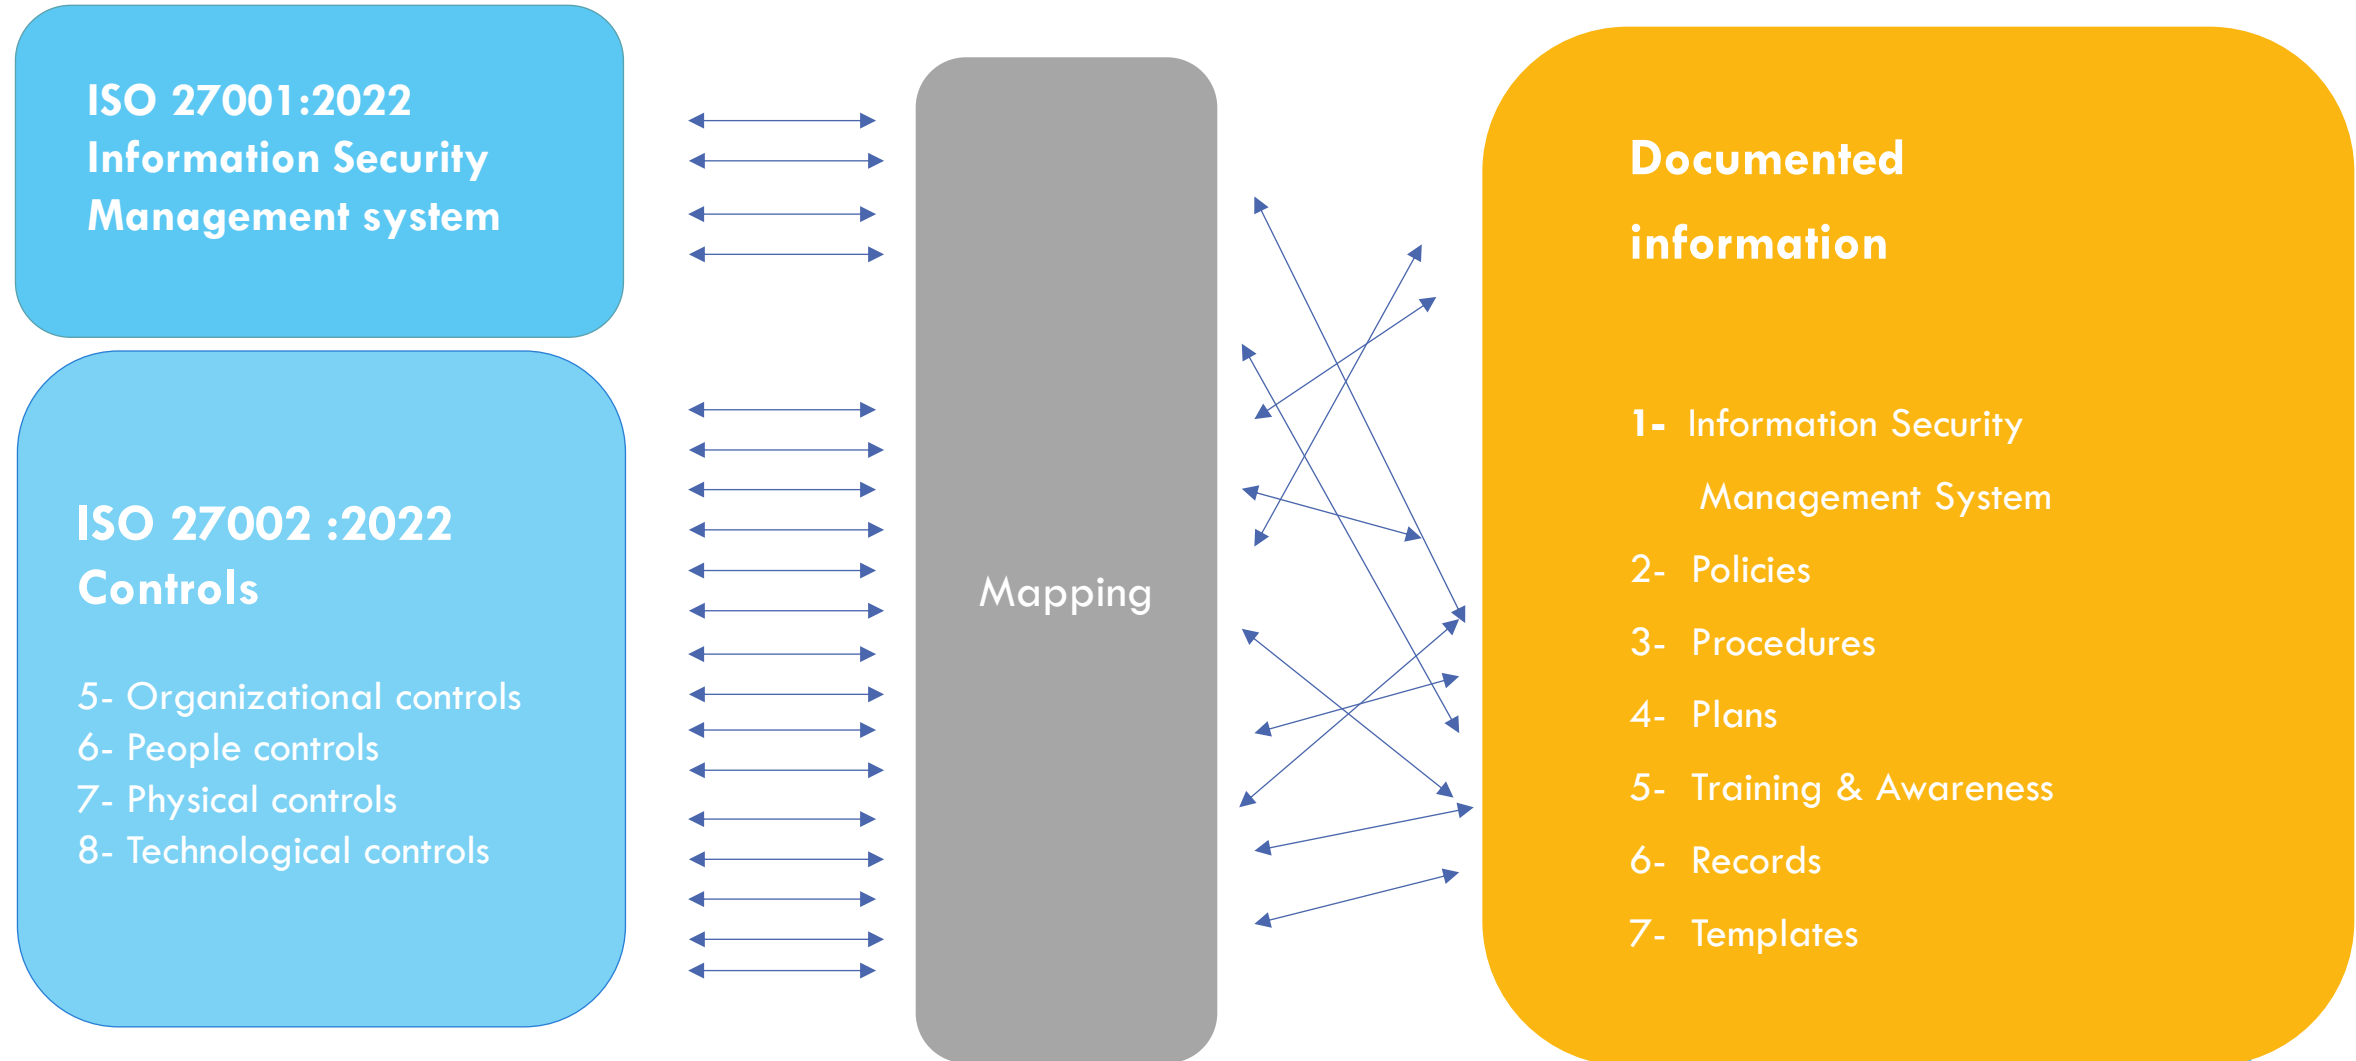 ISO 27001:2022
Information Security
Management system
ISO 27002 :2022
Controls
5- Organizational controls
6- People controls
7- Physical controls
8- Technological controls
Mapping
Documented
information
1- Information Security
Management System
2- Policies
3- Procedures
4- Plans
5- Training & Awareness
6- Records
7- Templates